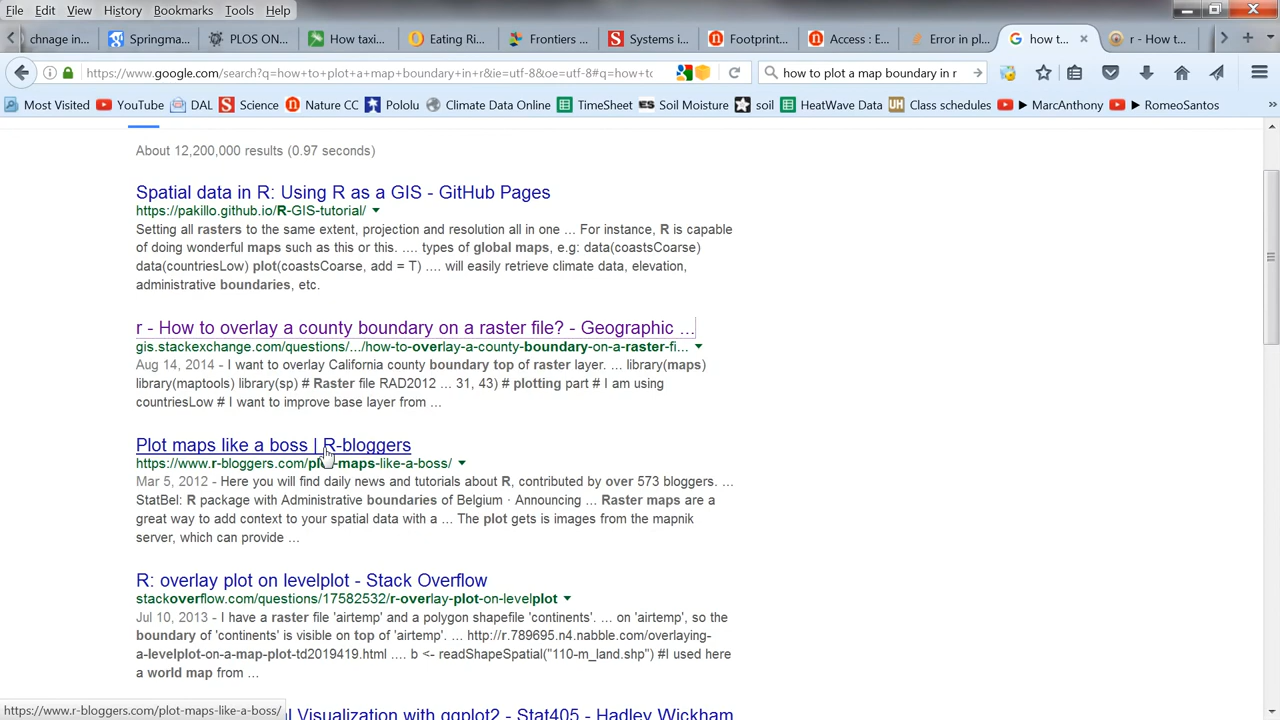 File Edit View History Bookmarks Tools Help
chnage in... Springma... PLOS ON... How taxi... Eating Ri... Frontiers ... Systems i... Footprint... Access : E... Error in pl... how t... r - How t...
https://www.google.com/search?q=how+to+plot+a+map+boundary+in+r&ie=utf-8&oe=utf-8#q=how+to how to plot a map boundary in r
Most Visited YouTube DAL Science Nature CC Pololu Climate Data Online TimeSheet Soil Moisture soil HeatWave Data Class schedules ► MarcAnthony ► RomeoSantos
About 12,200,000 results (0.97 seconds)
Spatial data in R: Using R as a GIS - GitHub Pages
https://pakillo.github.io/R-GIS-tutorial/
Setting all rasters to the same extent, projection and resolution all in one ... For instance, R is capable
of doing wonderful maps such as this or this. .... types of global maps, e.g: data(coastsCoarse)
data(countriesLow) plot(coastsCoarse, add = T) .... will easily retrieve climate data, elevation,
administrative boundaries, etc.
r - How to overlay a county boundary on a raster file? - Geographic ...
gis.stackexchange.com/questions/.../how-to-overlay-a-county-boundary-on-a-raster-fi...
Aug 14, 2014 - I want to overlay California county boundary top of raster layer. ... library(maps)
library(maptools) library(sp) # Raster file RAD2012 ... 31, 43) # plotting part # I am using
countriesLow # I want to improve base layer from ...
Plot maps like a boss | R-bloggers
https://www.r-bloggers.com/plot-maps-like-a-boss/
Mar 5, 2012 - Here you will find daily news and tutorials about R, contributed by over 573 bloggers. ...
StatBel: R package with Administrative boundaries of Belgium · Announcing ... Raster maps are a
great way to add context to your spatial data with a ... The plot gets is images from the mapnik
server, which can provide ...
R: overlay plot on levelplot - Stack Overflow
stackoverflow.com/questions/17582532/r-overlay-plot-on-levelplot
Jul 10, 2013 - I have a raster file 'airtemp' and a polygon shapefile 'continents'. ... on 'airtemp', so the
boundary of 'continents' is visible on top of 'airtemp'. ... http://r.789695.n4.nabble.com/overlaying-
a-levelplot-on-a-map-plot-td2019419.html .... b <- readShapeSpatial("110-m_land.shp") #I used here
a world map from ...
https://www.r-bloggers.com/plot-maps-like-a-boss/
l Visualization with ggplot2 - Stat405 - Hadley Wickham